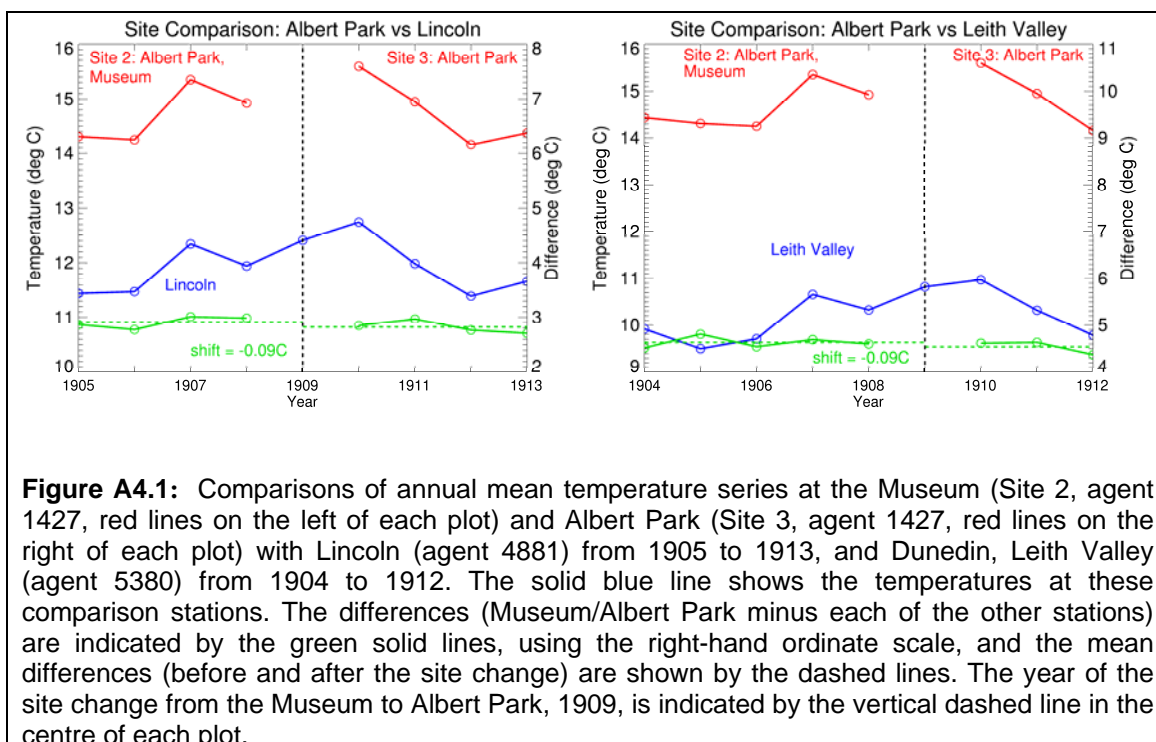 Site Comparison: Albert Park vs Lincoln
16
15
14
13
12
11
10
Temperature (deg C)
Site 2: Albert Park,
Museum
Site 3: Albert Park
Lincoln
shift = -0.09C
8
7
6
5
4
3
2
Difference (deg C)
1905
1907
1909
1911
1913
Year
Site Comparison: Albert Park vs Leith Valley
16
15
14
13
12
11
10
9
Temperature (deg C)
Site 2: Albert Park,
Museum
Site 3: Albert Park
Leith Valley
shift = -0.09C
11
10
9
8
7
6
5
4
Difference (deg C)
1904
1906
1908
1910
1912
Year
Figure A4.1: Comparisons of annual mean temperature series at the Museum (Site 2, agent
1427, red lines on the left of each plot) and Albert Park (Site 3, agent 1427, red lines on the
right of each plot) with Lincoln (agent 4881) from 1905 to 1913, and Dunedin, Leith Valley
(agent 5380) from 1904 to 1912. The solid blue line shows the temperatures at these
comparison stations. The differences (Museum/Albert Park minus each of the other stations)
are indicated by the green solid lines, using the right-hand ordinate scale, and the mean
differences (before and after the site change) are shown by the dashed lines. The year of the
site change from the Museum to Albert Park, 1909, is indicated by the vertical dashed line in the
centre of each plot.